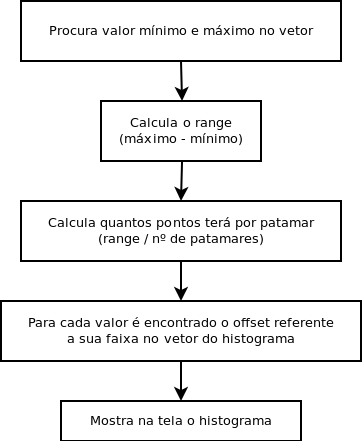 Procura valor mínimo e máximo no vetor
Calcula o range
(máximo - mínimo)
Calcula quantos pontos terá por patamar
(range / nº de patamares)
Para cada valor é encontrado o offset referente
a sua faixa no vetor do histograma
Mostra na tela o histograma